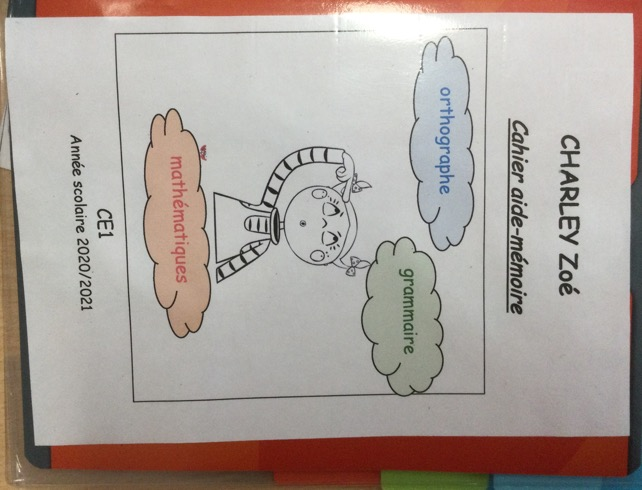 CHARLEY Zoé
Cahier aide-mémoire
orthographe
grammaire
mathématiques
CE1
Année scolaire 2020/2021